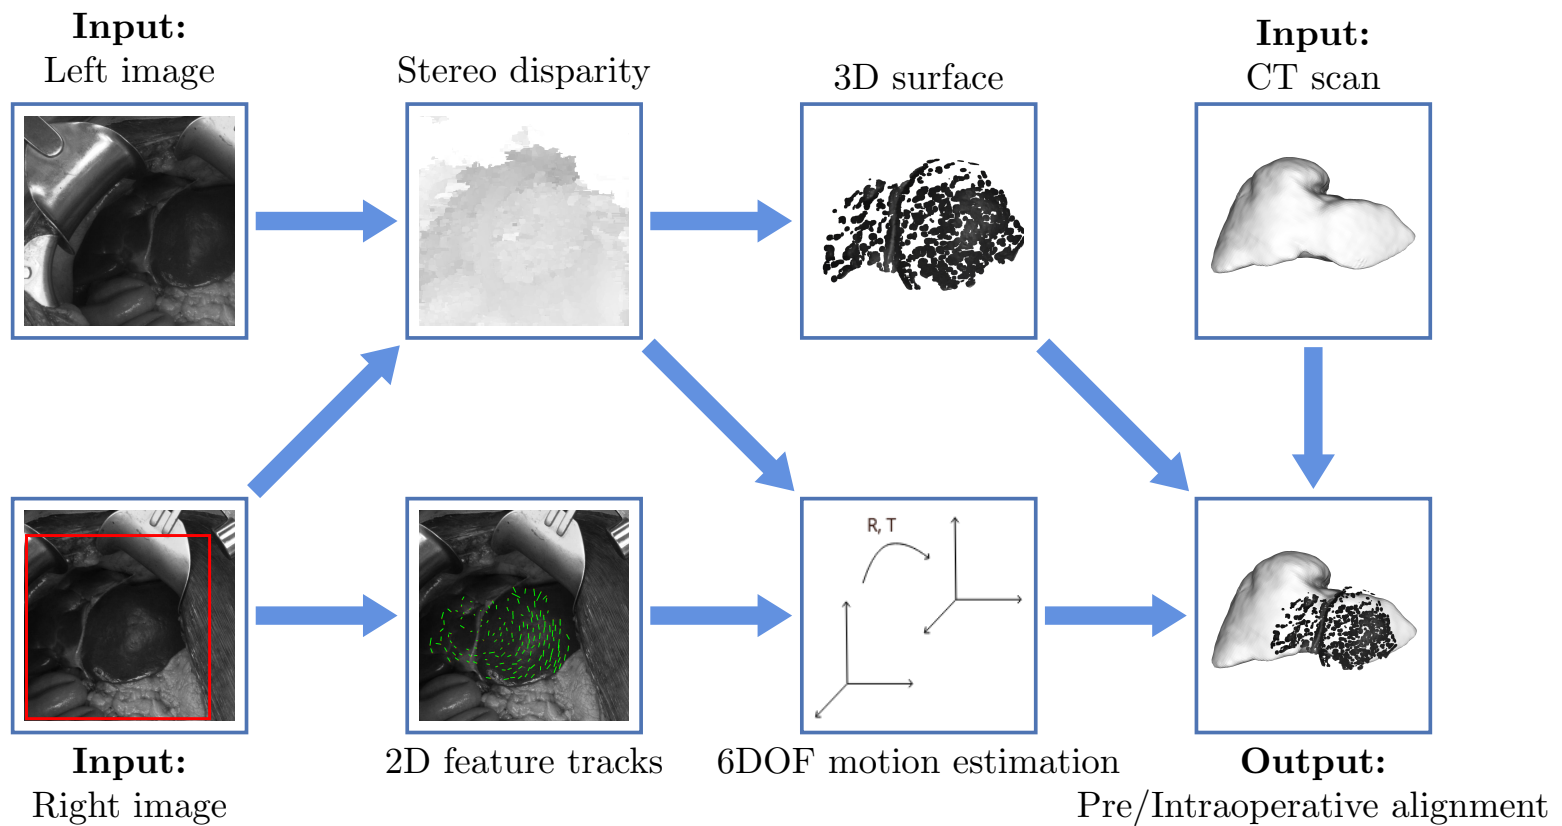 Input:
Left image
Stereo disparity
3D surface
Input:
CT scan
R, T
Input:
Right image
2D feature tracks
6DOF motion estimation
Output:
Pre/Intraoperative alignment